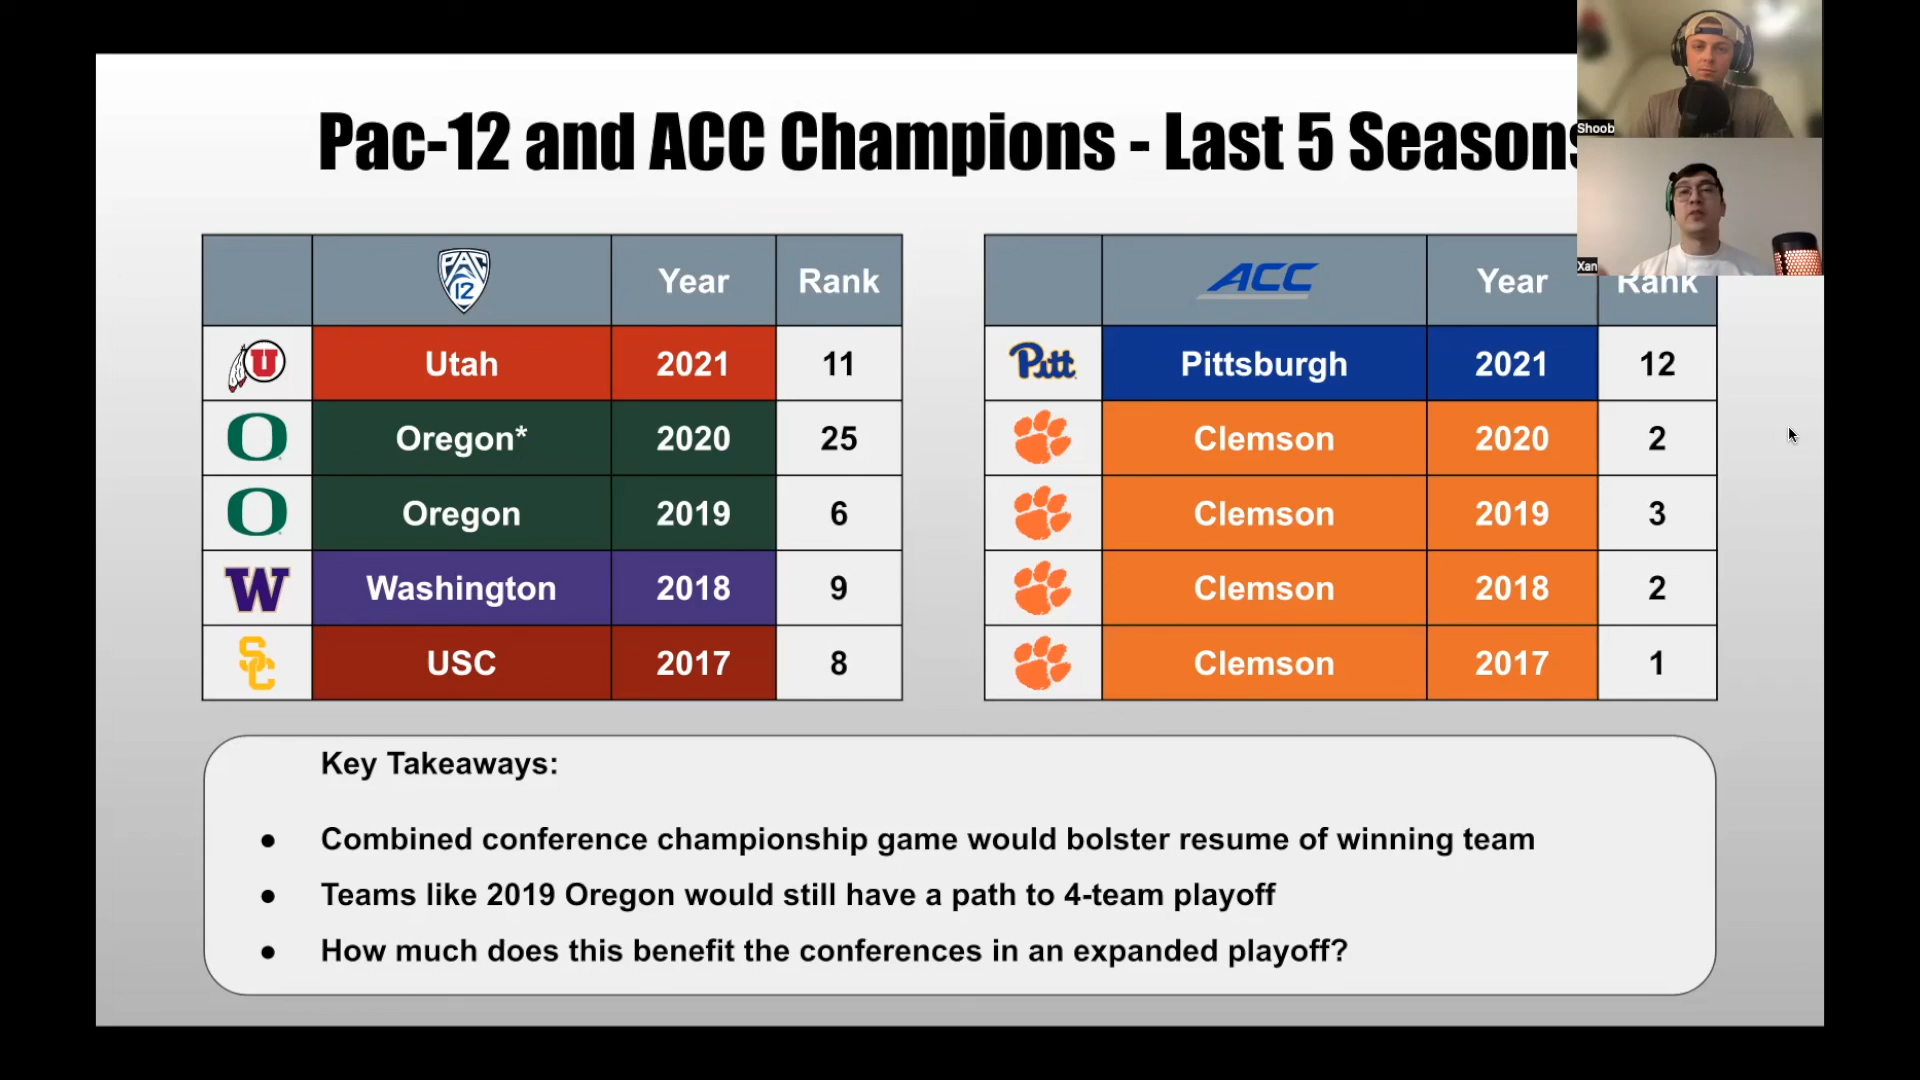 Pac-12 and ACC Champions - Last 5 Seasons
Shoob
Xan
PAC 12 Year Rank
Utah 2021 11
Oregon* 2020 25
Oregon 2019 6
Washington 2018 9
USC 2017 8
ACC Year Rank
Pitt Pittsburgh 2021 12
Clemson 2020 2
Clemson 2019 3
Clemson 2018 2
Clemson 2017 1
Key Takeaways:
● Combined conference championship game would bolster resume of winning team
● Teams like 2019 Oregon would still have a path to 4-team playoff
● How much does this benefit the conferences in an expanded playoff?